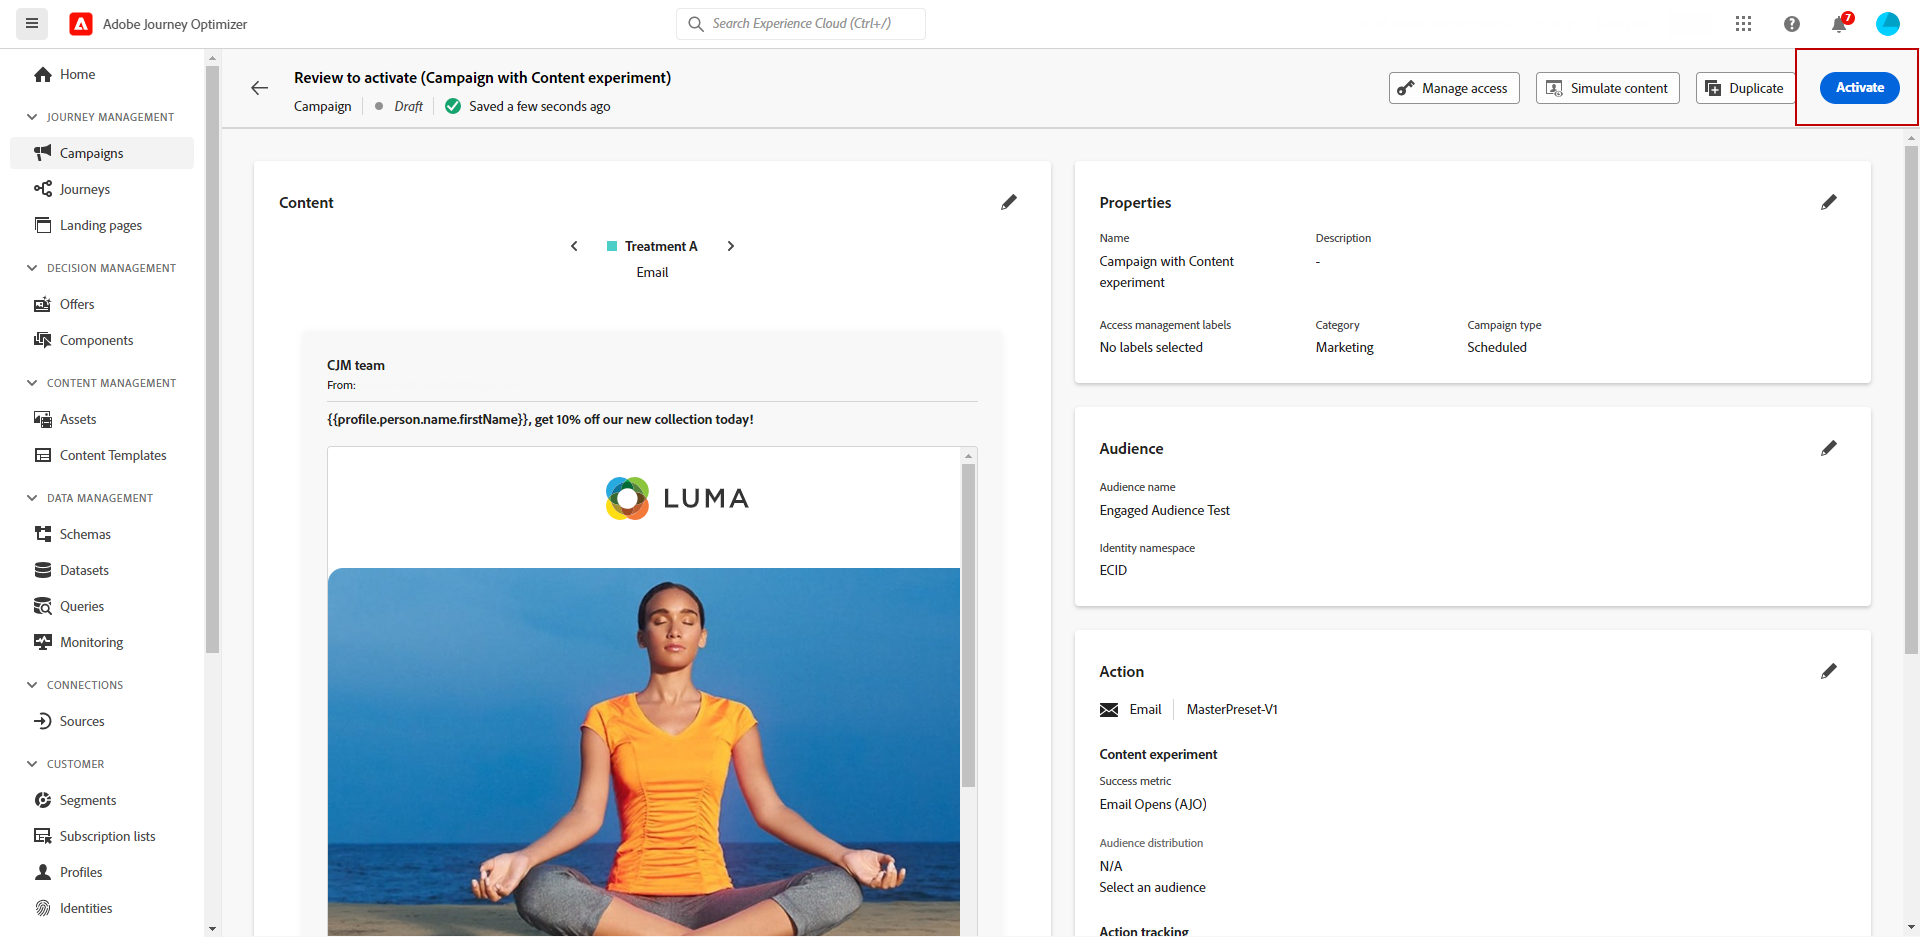 Adobe Journey Optimizer
Search Experience Cloud (Ctrl+/)
7
Home
JOURNEY MANAGEMENT
Campaigns
Journeys
Landing pages
DECISION MANAGEMENT
Offers
Components
CONTENT MANAGEMENT
Assets
Content Templates
DATA MANAGEMENT
Schemas
Datasets
Queries
Monitoring
CONNECTIONS
Sources
CUSTOMER
Segments
Subscription lists
Profiles
Identities
Review to activate (Campaign with Content experiment)
Campaign Draft Saved a few seconds ago
Manage access
Simulate content
Duplicate
Activate
Content
Treatment A
Email
CJM team
From:
{{profile.person.name.firstName}}, get 10% off our new collection today!
LUMA
Properties
Name
Campaign with Content
experiment
Description
-
Access management labels
No labels selected
Category
Marketing
Campaign type
Scheduled
Audience
Audience name
Engaged Audience Test
Identity namespace
ECID
Action
Email MasterPreset-V1
Content experiment
Success metric
Email Opens (AJO)
Audience distribution
N/A
Select an audience
Action tracking